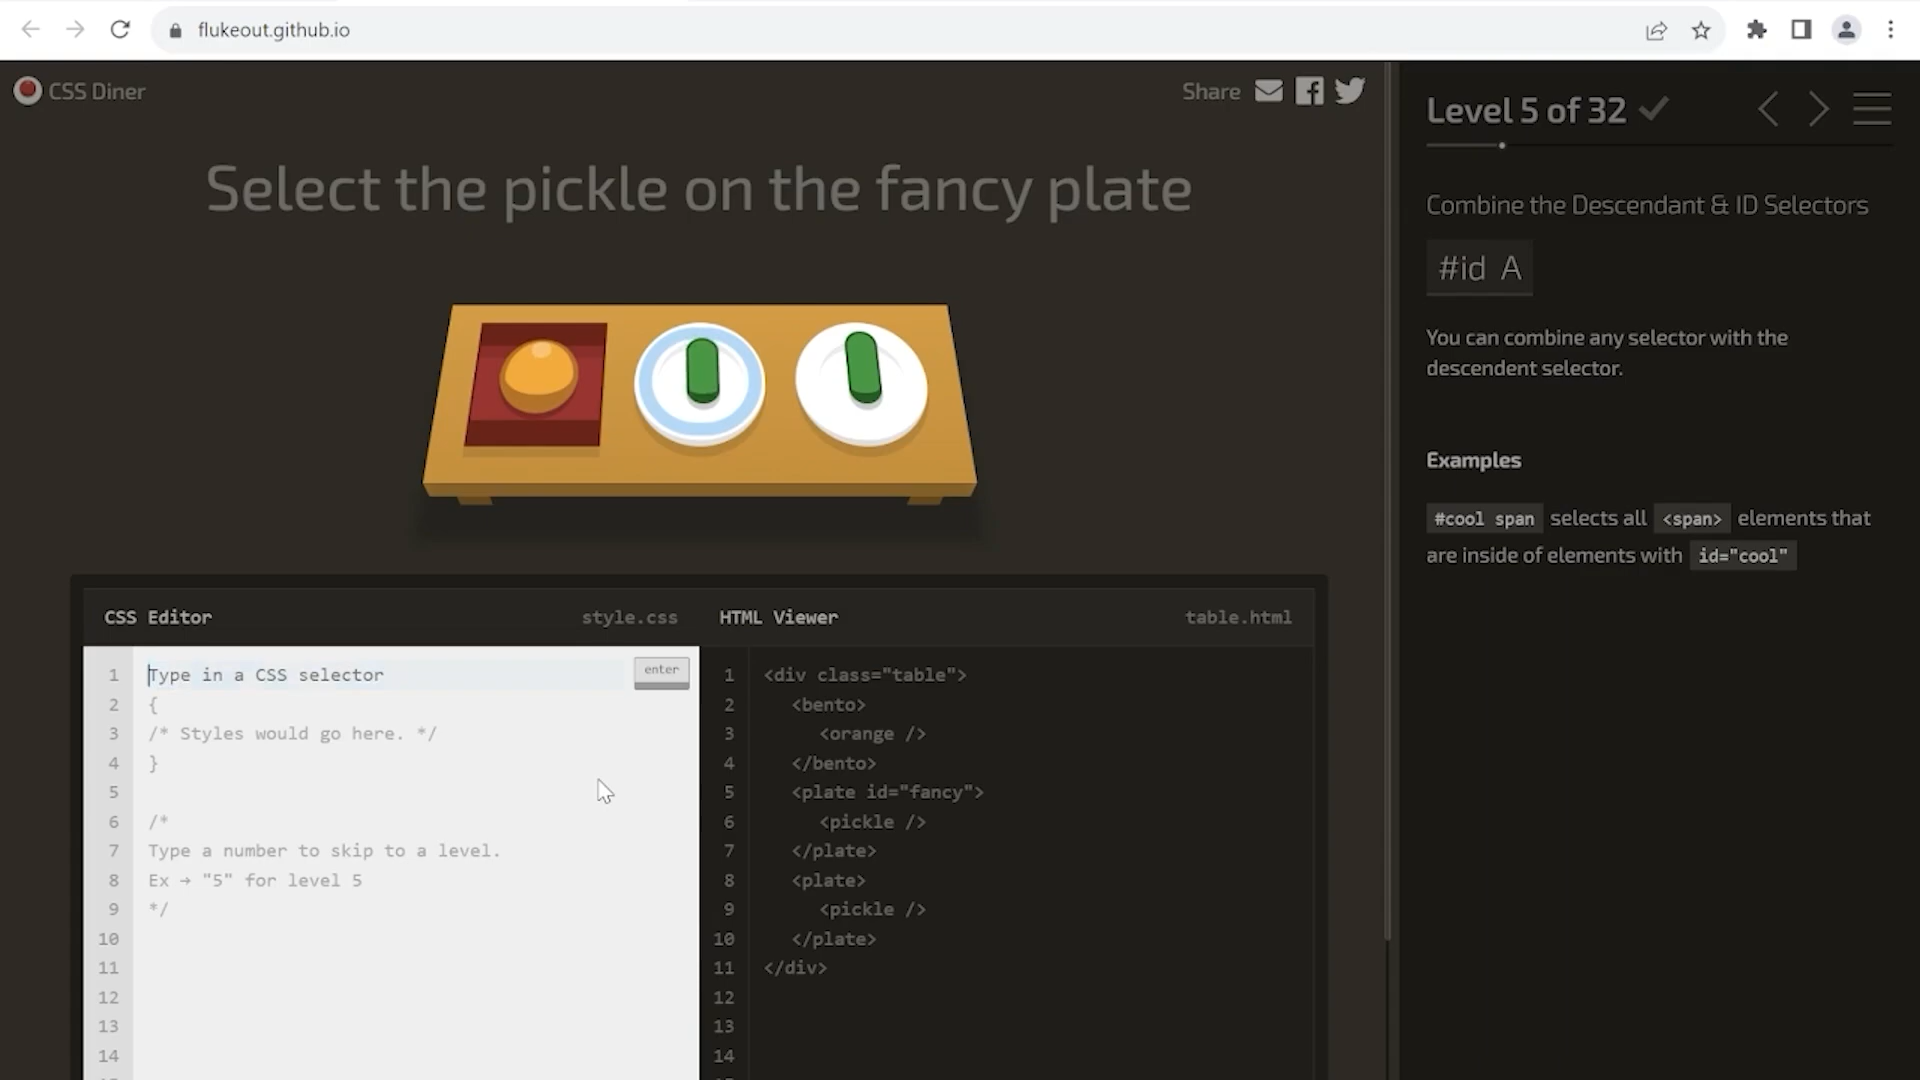 flukeout.github.io
CSS Diner
Share
Select the pickle on the fancy plate
CSS Editor style.css
1 Type in a CSS selector enter
2 {
3 /* Styles would go here. */
4 }
5
6 /*
7 Type a number to skip to a level.
8 Ex → "5" for level 5
9 */
10
11
12
13
14
HTML Viewer table.html
1 <div class="table">
2 <bento>
3 <orange />
4 </bento>
5 <plate id="fancy">
6 <pickle />
7 </plate>
8 <plate>
9 <pickle />
10 </plate>
11 </div>
12
13
14
Level 5 of 32
Combine the Descendant & ID Selectors
#id A
You can combine any selector with the
descendent selector.
Examples
#cool span selects all <span> elements that
are inside of elements with id="cool"